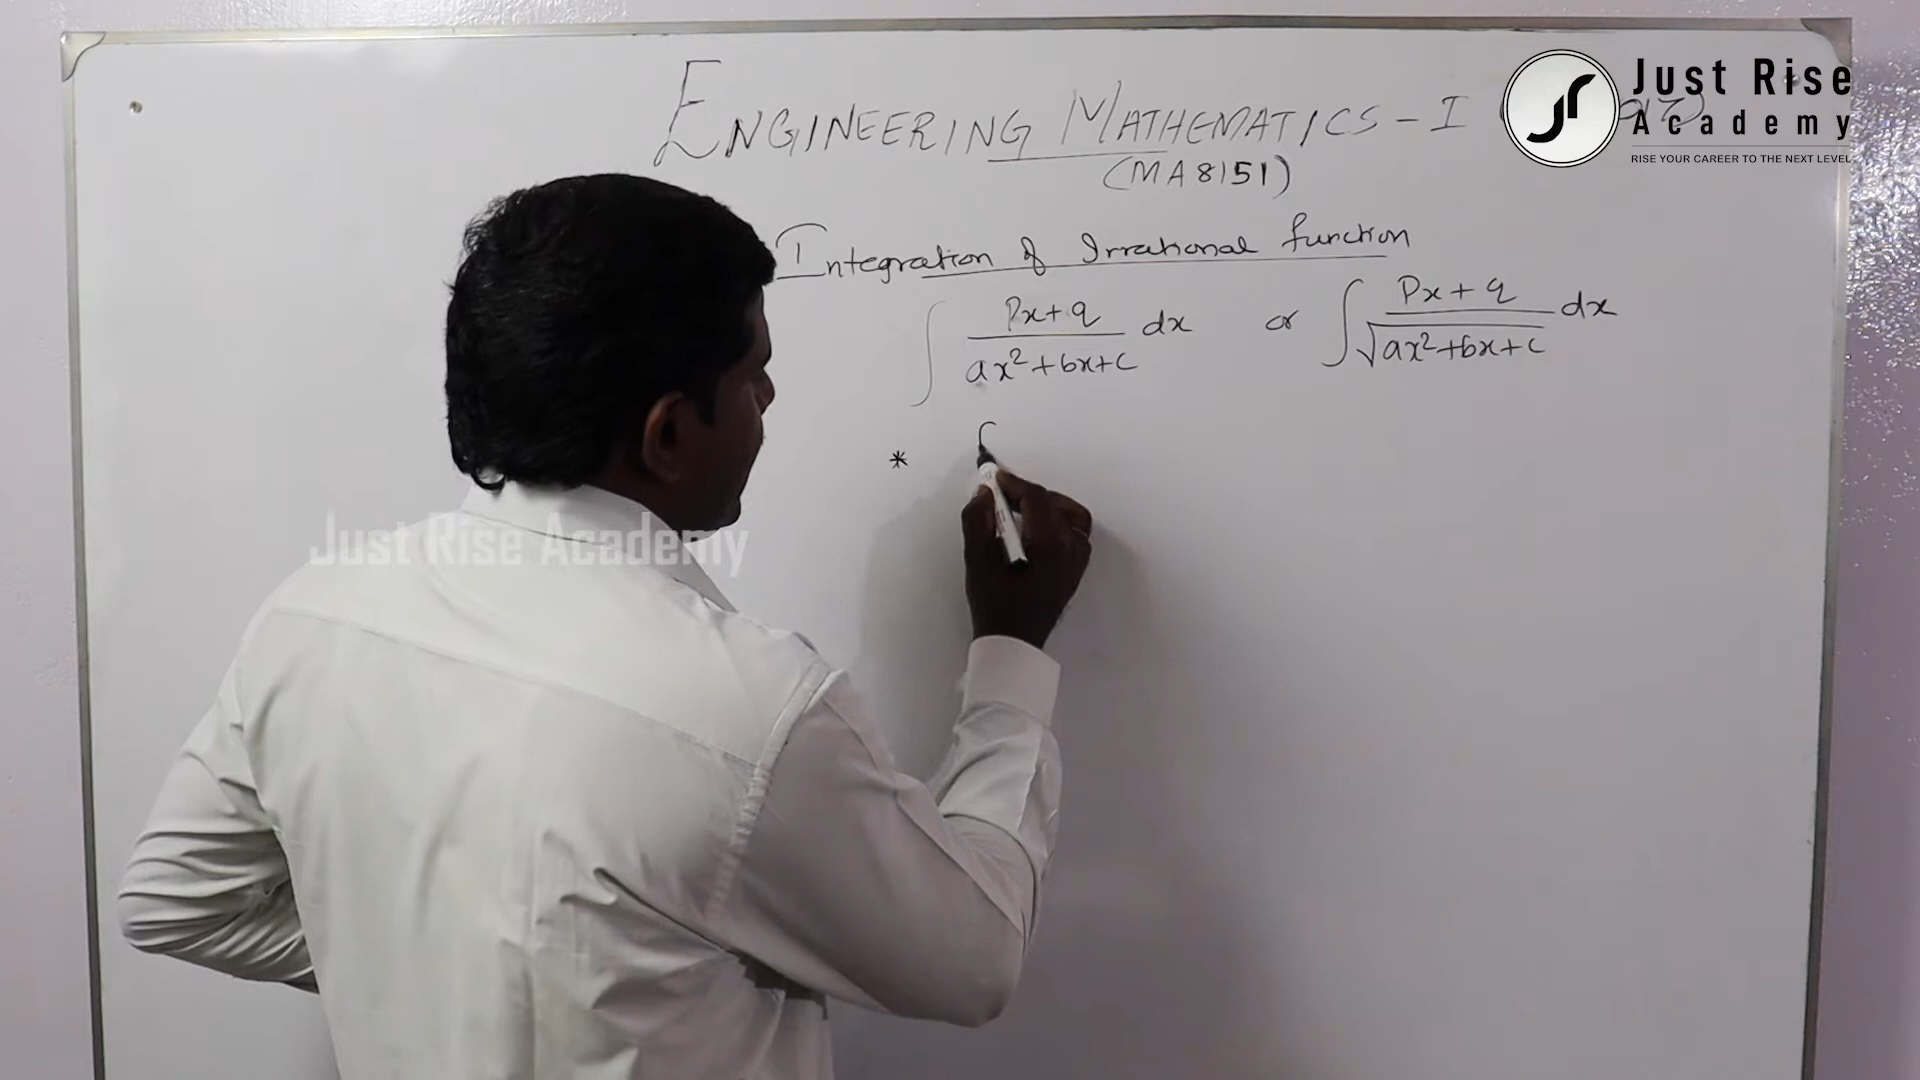 ENGINEERING MATHEMATICS - I
Just Rise
Academy
RISE YOUR CAREER TO THE NEXT LEVEL
(MA8151)
Integration of Irrational function
∫ Px+q / ax²+bx+c dx or ∫ Px+q / √ax²+bx+c dx
* ∫
Just Rise Academy